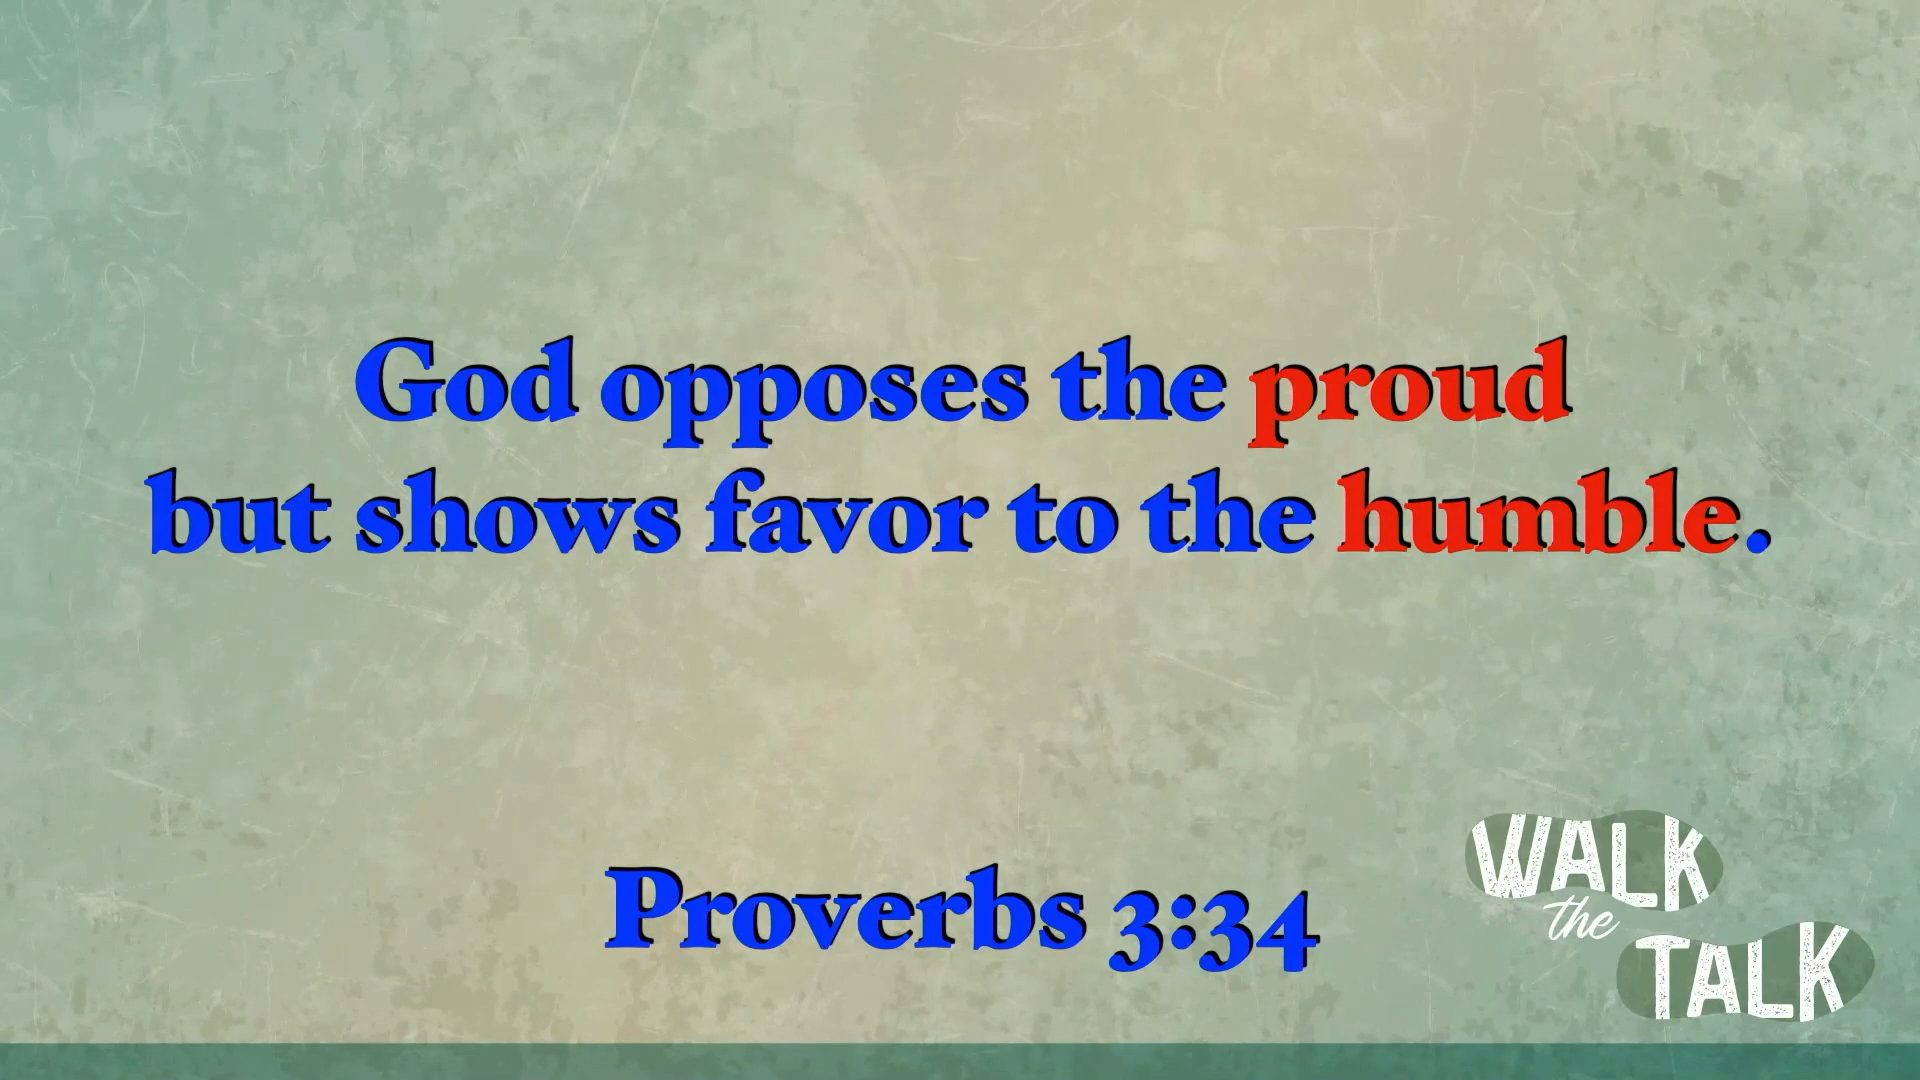 God opposes the proud
but shows favor to the humble.
Proverbs 3:34
WALK
the
TALK